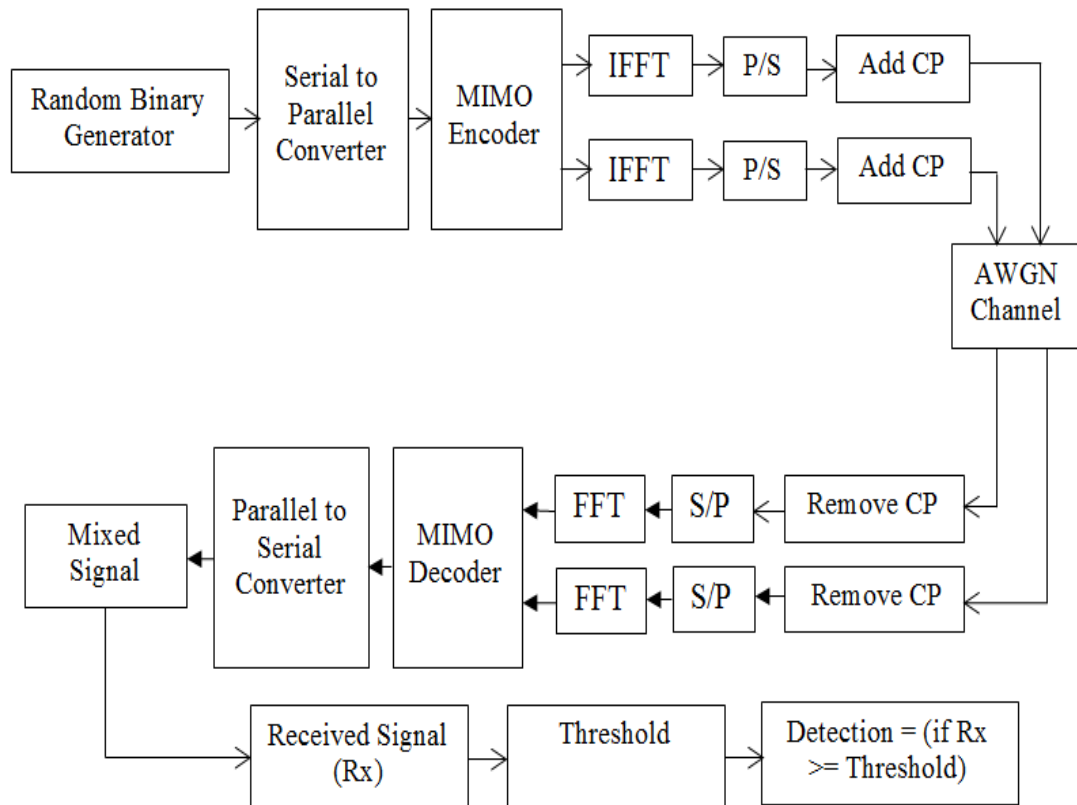 Random Binary
Generator
Serial to
Parallel
Converter
MIMO
Encoder
IFFT
P/S
Add CP
IFFT
P/S
Add CP
AWGN
Channel
Mixed
Signal
Parallel to
Serial
Converter
MIMO
Decoder
FFT
S/P
Remove CP
FFT
S/P
Remove CP
Received Signal
(Rx)
Threshold
Detection = (if Rx
>= Threshold)